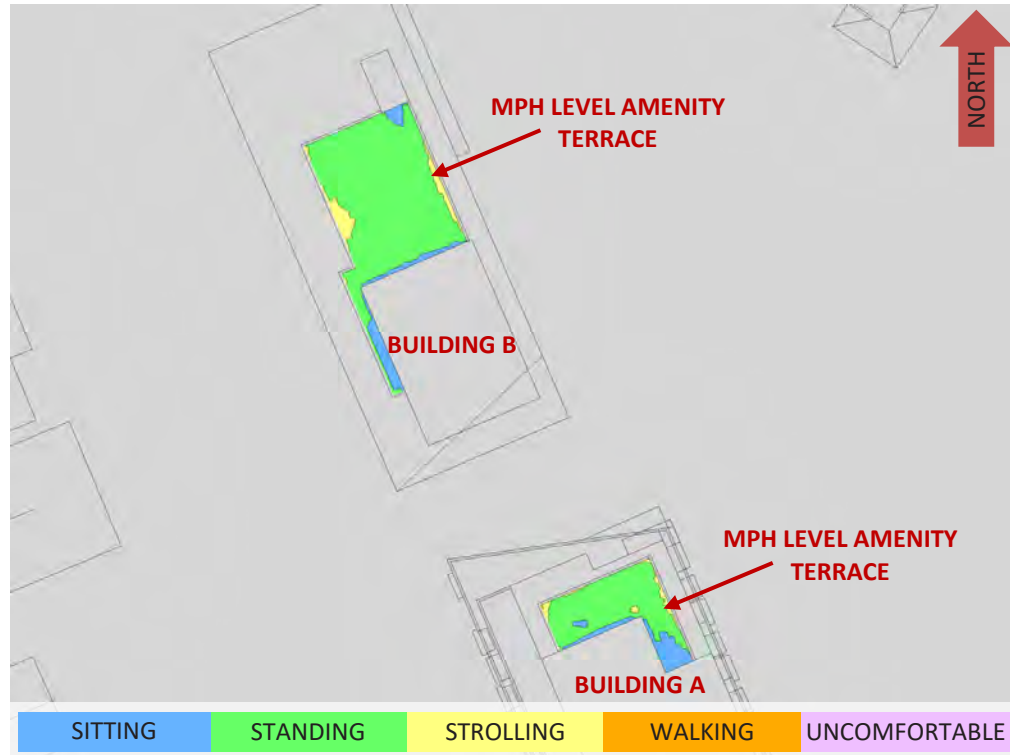 NORTH
MPH LEVEL AMENITY
TERRACE
BUILDING B
MPH LEVEL AMENITY
TERRACE
BUILDING A
SITTING STANDING STROLLING WALKING UNCOMFORTABLE